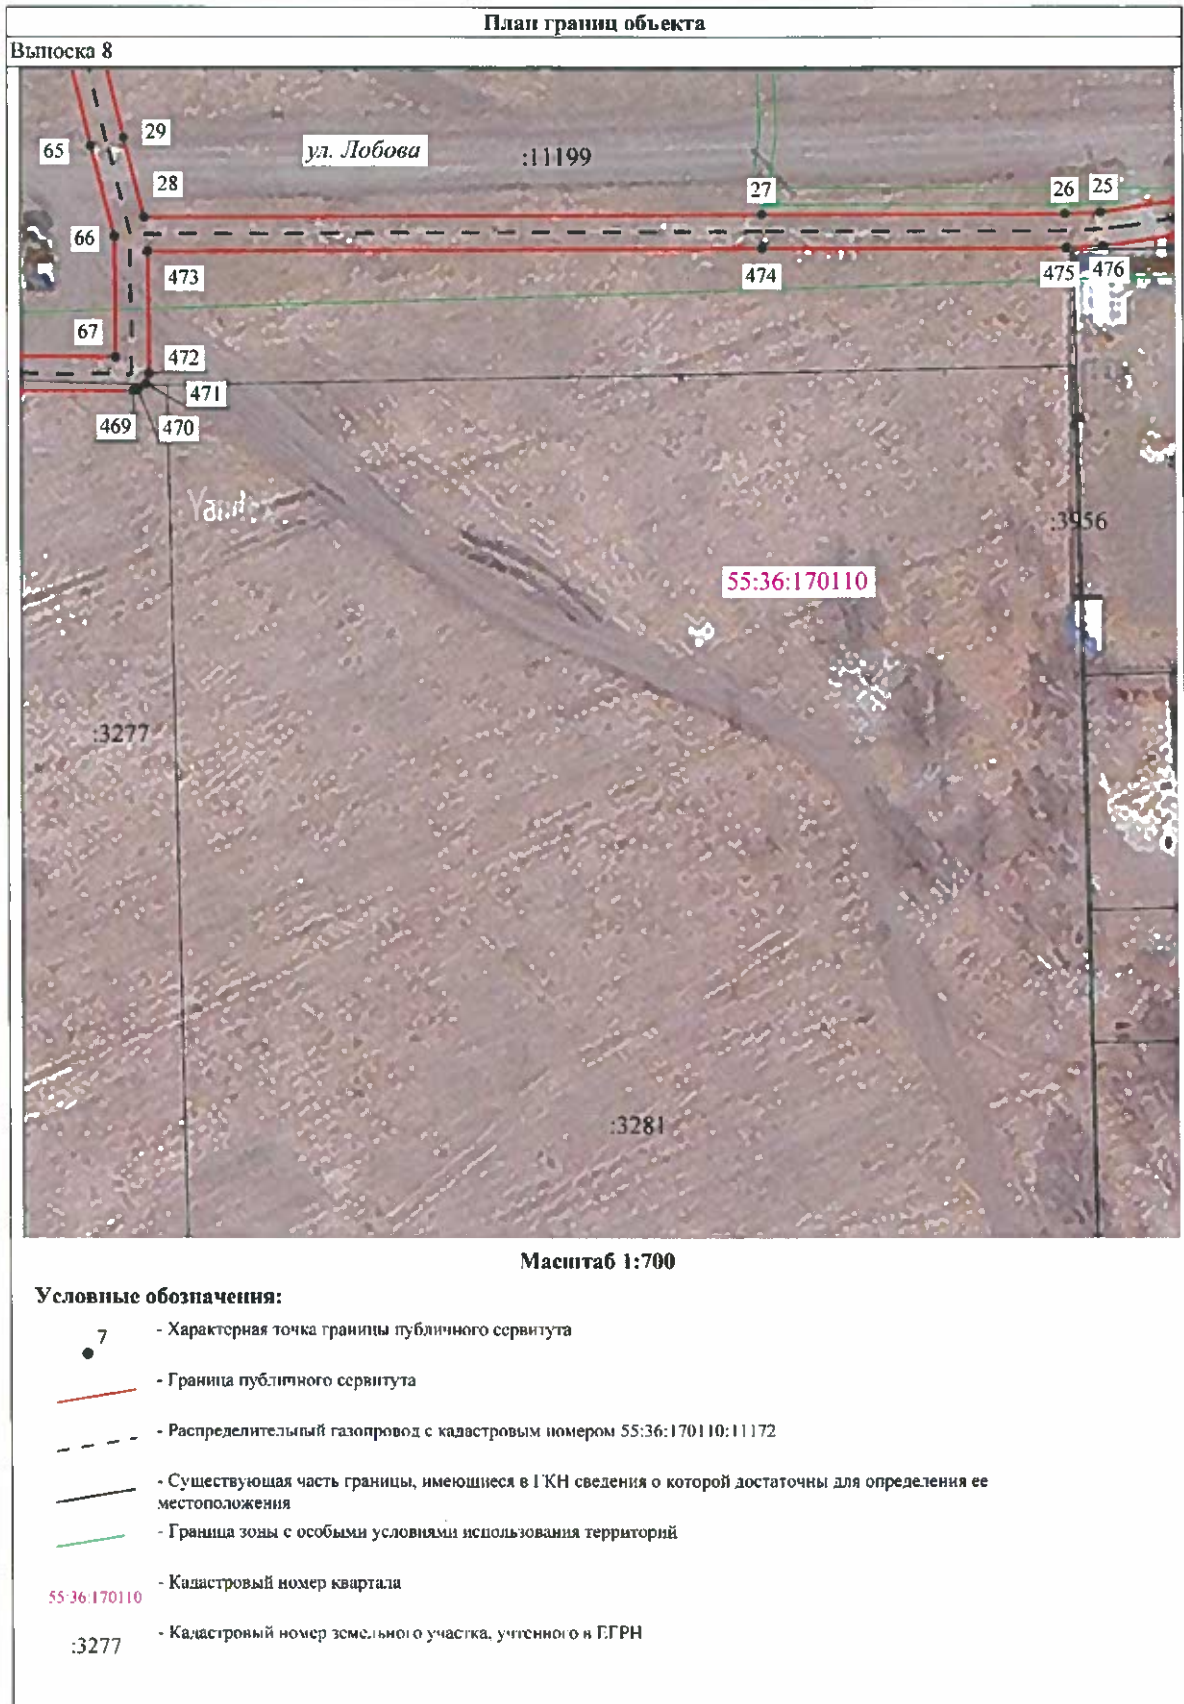 План границ объекта
Выноска 8
29
65
ул. Лобова
:11199
28
27
26
25
66
473
474
475
476
67
472
471
469
470
Yandex
:3956
55:36:170110
:3277
:3281
Масштаб 1:700
Условные обозначения:
7
- Характерная точка границы публичного сервитута
- Граница публичного сервитута
- Распределительный газопровод с кадастровым номером 55:36:170110:11172
- Существующая часть границы, имеющиеся в ГКН сведения о которой достаточны для определения ее
местоположения
- Граница зоны с особыми условиями использования территорий
55:36:170110
- Кадастровый номер квартала
:3277
- Кадастровый номер земельного участка, учтенного в ЕГРН